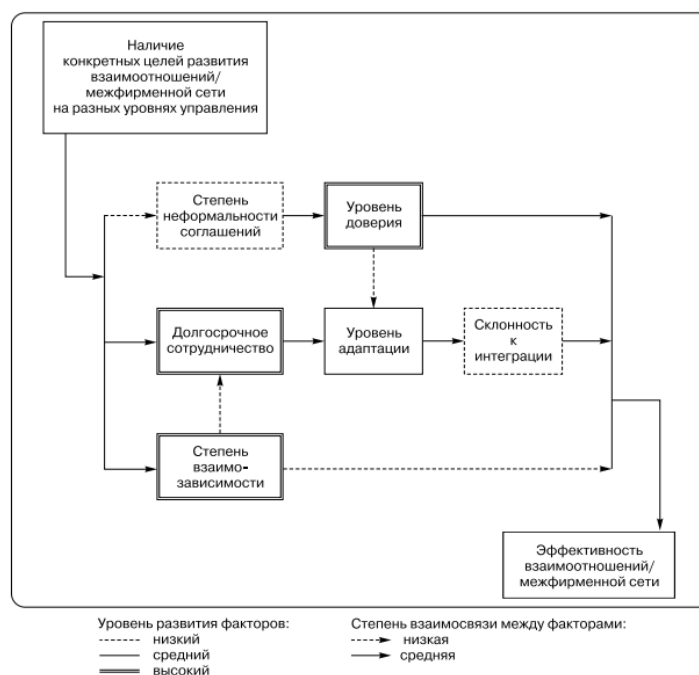 Наличие
конкретных целей развития
взаимоотношений/
межфирменной сети
на разных уровнях управления
Степень
неформальности
соглашений
Уровень
доверия
Долгосрочное
сотрудничество
Уровень
адаптации
Склонность
к
интеграции
Степень
взаимо-
зависимости
Эффективность
взаимоотношений/
межфирменной сети
Уровень развития факторов:
низкий
средний
высокий
Степень взаимосвязи между факторами:
низкая
средняя